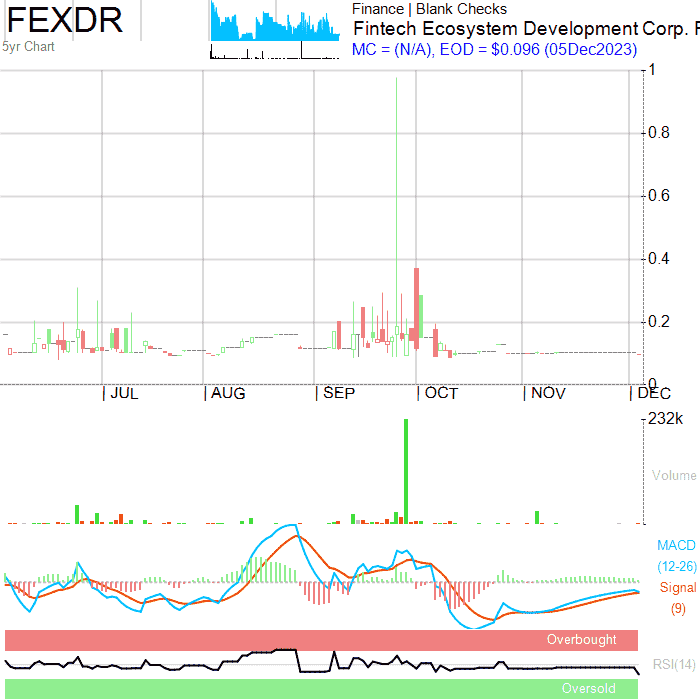 FEXDR
5yr Chart
Finance | Blank Checks
Fintech Ecosystem Development Corp.
MC = (N/A), EOD = $0.096 (05Dec2023)
1
0.8
0.6
0.4
0.2
0
JUL AUG SEP OCT NOV DEC
232k
Volume
MACD
(12-26)
Signal
(9)
Overbought
RSI(14)
Oversold